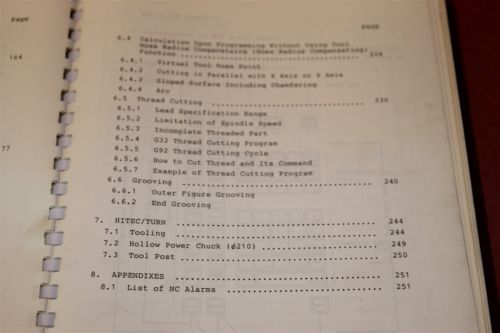 Page
164
77
PAGE
6.4 Calculation Upon Programming Without Using Tool
Nose Radius Compensating (Nose Radius Compensating)
Function ................................ 224
6.4.1 Virtual Tool Nose Point
6.4.2 Cutting in Parallel with X Axis or Z Axis
6.4.3 Sloped Surface Including Chamfering
6.4.4 Arc
6.5 Thread Cutting ................................ 230
6.5.1 Lead Specification Range
6.5.2 Limitation of Spindle Speed
6.5.3 Incomplete Threaded Part
6.5.4 G32 Thread Cutting Program
6.5.5 G92 Thread Cutting Cycle
6.5.6 How to Cut Thread and Its Command
6.5.7 Example of Thread Cutting Program
6.6 Grooving ................................ 240
6.6.1 Outer Figure Grooving
6.6.2 End Grooving
7. HITEC/TURN ................................ 244
7.1 Tooling ................................ 244
7.2 Hollow Power Chuck (ø210) ................................ 249
7.3 Tool Post ................................ 250
8. APPENDIXES ................................ 251
8.1 List of NC Alarms ................................ 251